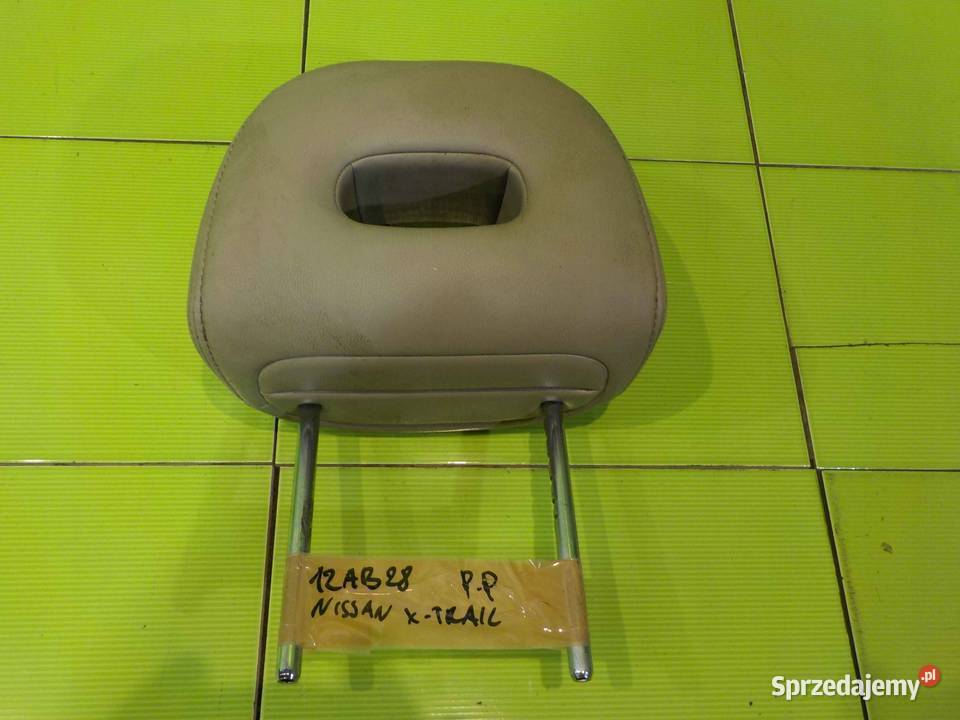 12AB28 P.P
NISSAN X-TRAIL
Sprzedajemy.pl